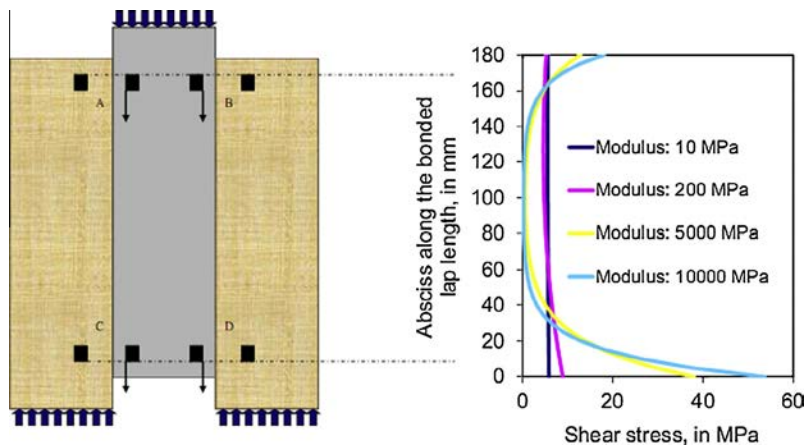 A
B
C
D
Absciss along the bonded
lap length, in mm
180
160
140
120
100
80
60
40
20
0
Modulus: 10 MPa
Modulus: 200 MPa
Modulus: 5000 MPa
Modulus: 10000 MPa
0 20 40 60
Shear stress, in MPa